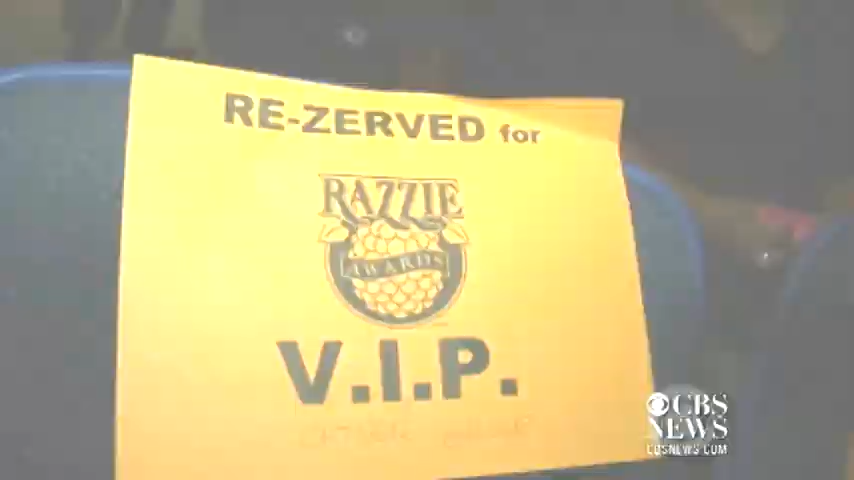 RE-ZERVED for
RAZZIE
AWARDS
V.I.P.
CBS
NEWS
CBSNEWS.COM